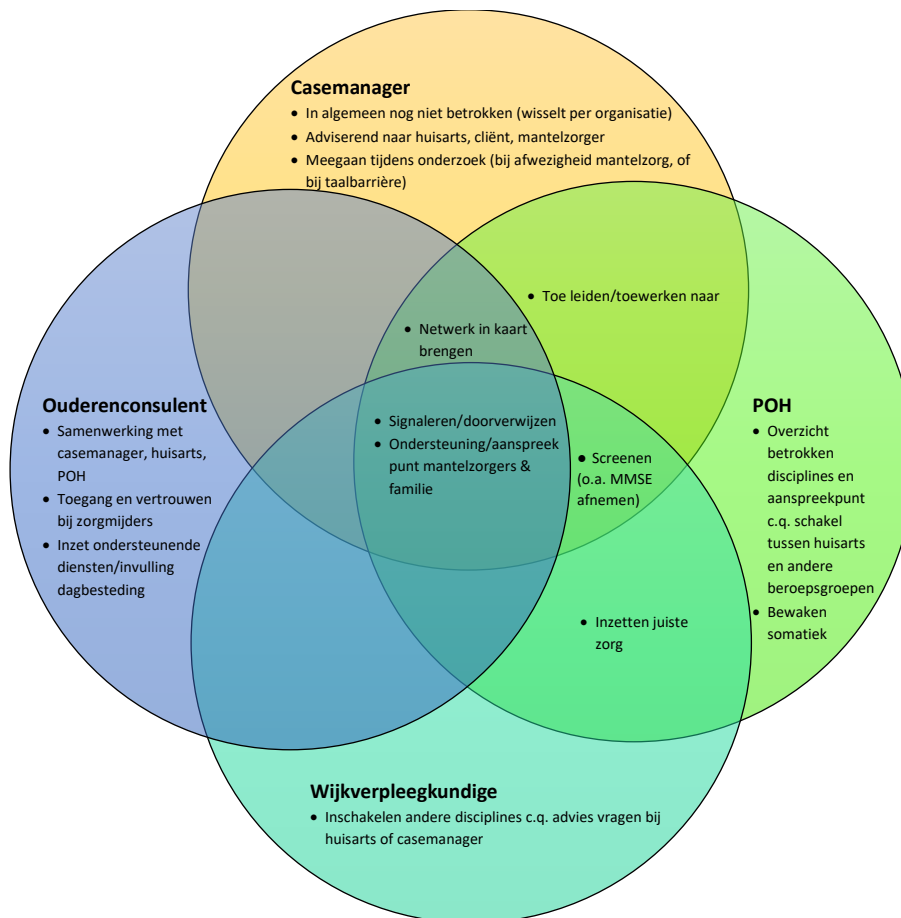 Casemanager
• In algemeen nog niet betrokken (wisselt per organisatie)
• Adviserend naar huisarts, cliënt, mantelzorger
• Meegaan tijdens onderzoek (bij afwezigheid mantelzorg, of
bij taalbarrière)
• Toe leiden/toewerken naar
• Netwerk in kaart
brengen
Ouderenconsulent
• Samenwerking met
casemanager, huisarts,
POH
• Toegang en vertrouwen
bij zorgmijders
• Inzet ondersteunende
diensten/invulling
dagbesteding
• Signaleren/doorverwijzen
• Ondersteuning/aanspreek
punt mantelzorgers &
familie
• Screenen
(o.a. MMSE
afnemen)
POH
• Overzicht
betrokken
disciplines en
aanspreekpunt
c.q. schakel
tussen huisarts
en andere
beroepsgroepen
• Bewaken
somatiek
• Inzetten juiste
zorg
Wijkverpleegkundige
• Inschakelen andere disciplines c.q. advies vragen bij
huisarts of casemanager